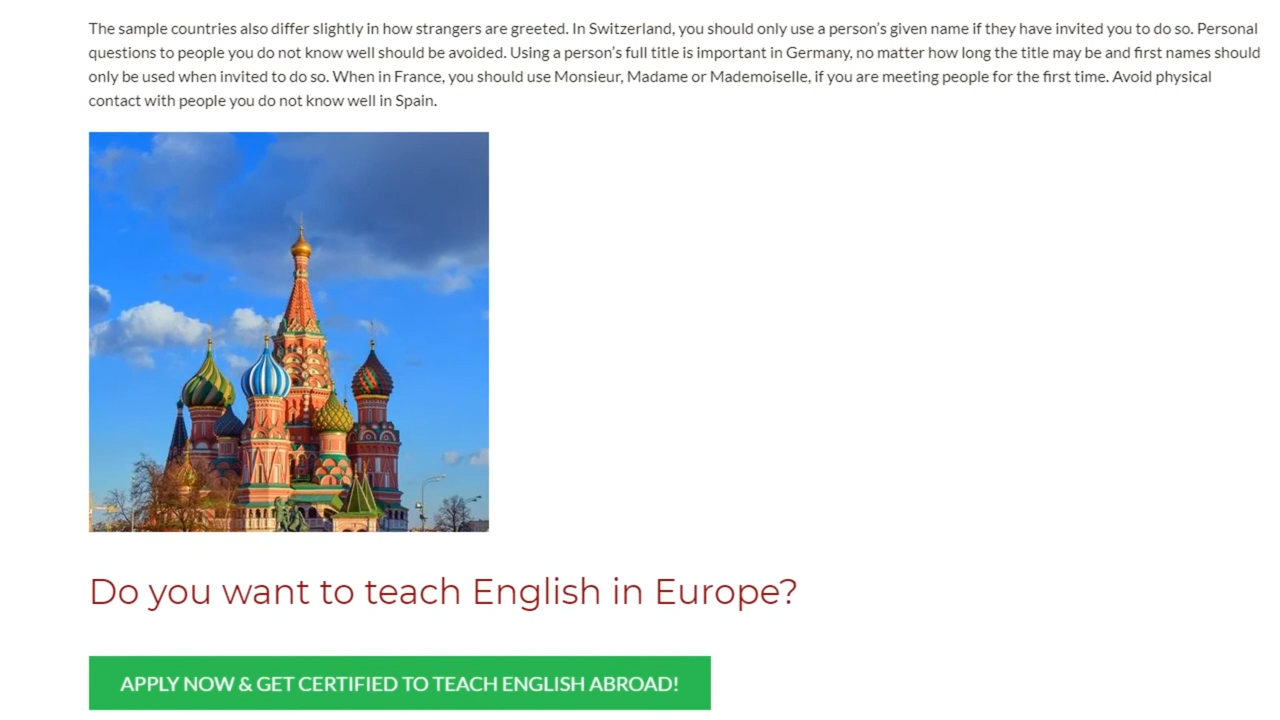 The sample countries also differ slightly in how strangers are greeted. In Switzerland, you should only use a person's given name if they have invited you to do so. Personal
questions to people you do not know well should be avoided. Using a person's full title is important in Germany, no matter how long the title may be and first names should
only be used when invited to do so. When in France, you should use Monsieur, Madame or Mademoiselle, if you are meeting people for the first time. Avoid physical
contact with people you do not know well in Spain.
Do you want to teach English in Europe?
APPLY NOW & GET CERTIFIED TO TEACH ENGLISH ABROAD!